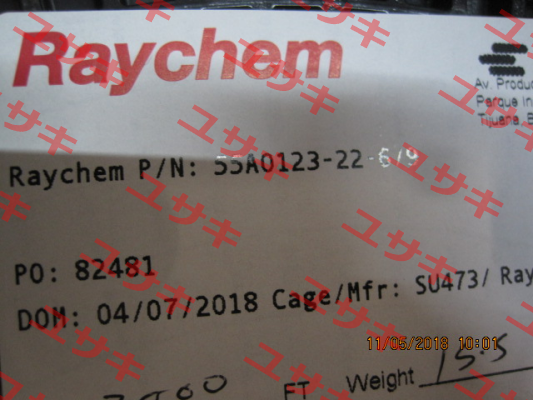 Raychem
Av. Produc
Parque In
Tijuana, B
Raychem P/N: 55A0123-22-6/9
PO: 82481
DOM: 04/07/2018 Cage/Mfr: SU473/ Ray
11/05/2018 10:01
FT Weight 15.5
ユサキ